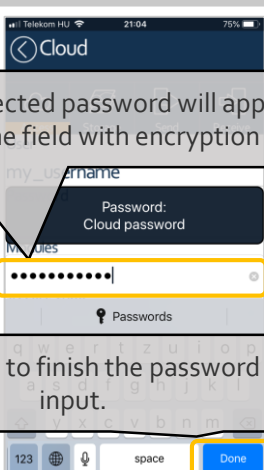 Telekom HU 21:04 75%
Cloud
ected password will app
e field with encryption
my_username
Password:
Cloud password
Modules
•••••••••••
Passwords
q w e r t z u i o p
to finish the password
a s d f g h j k l
input.
y x c v b n m
123 space Done